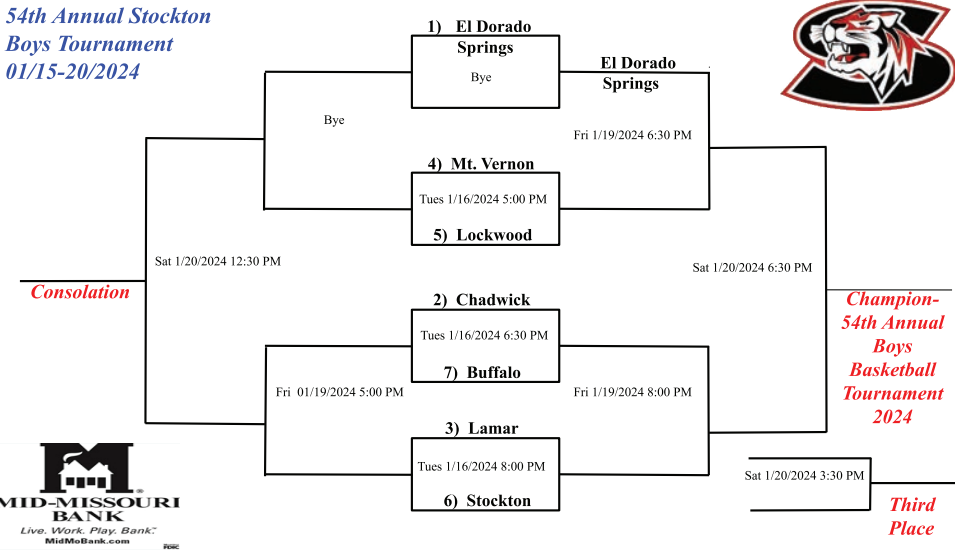 54th Annual Stockton
Boys Tournament
01/15-20/2024
1) El Dorado
Springs
Bye
El Dorado
Springs
Bye
Fri 1/19/2024 6:30 PM
4) Mt. Vernon
Tues 1/16/2024 5:00 PM
5) Lockwood
Sat 1/20/2024 12:30 PM
Sat 1/20/2024 6:30 PM
Consolation
Champion-
54th Annual
Boys
Basketball
Tournament
2024
2) Chadwick
Tues 1/16/2024 6:30 PM
7) Buffalo
Fri 01/19/2024 5:00 PM
Fri 1/19/2024 8:00 PM
3) Lamar
Tues 1/16/2024 8:00 PM
6) Stockton
Sat 1/20/2024 3:30 PM
Third
Place
MID-MISSOURI
BANK
Live. Work. Play. Bank.™
MidMoBank.com
FDIC